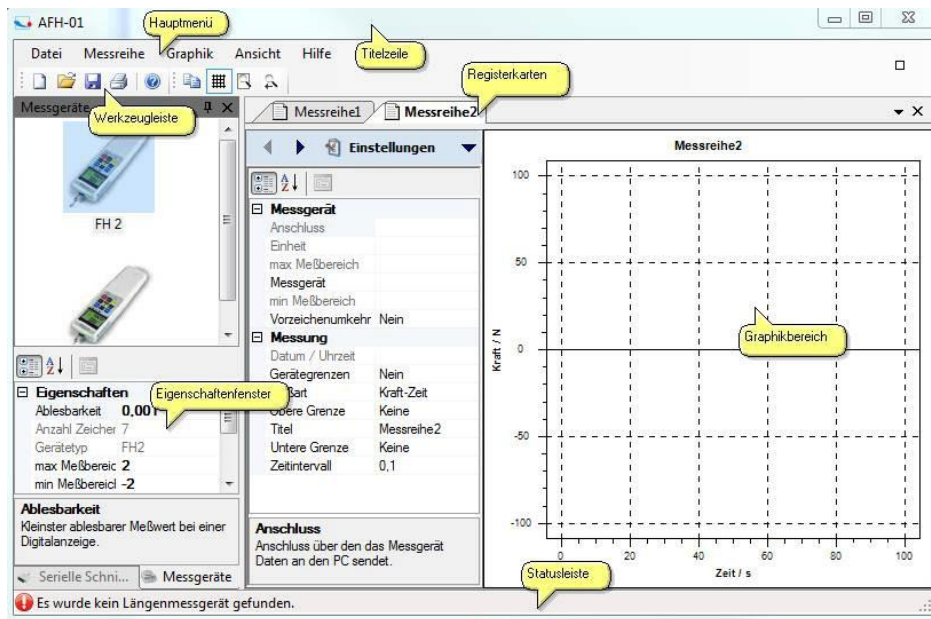 AFH-01
Hauptmenü
Datei Messreihe Graphik Ansicht Hilfe
Titelzeile
Registerkarten
Messgeräte
Werkzeugleiste
Messreihe1 Messreihe2
FH 2
Einstellungen
Messgerät
Anschluss
Einheit
max Meßbereich
Messgerät
min Meßbereich
Vorzeichenumkehr Nein
Messung
Datum / Uhrzeit
Gerätegrenzen Nein
Kraft-Zeit
Obere Grenze Keine
Titel Messreihe2
Untere Grenze Keine
Zeitintervall 0,1
Anschluss
Anschluss über den das Messgerät
Daten an den PC sendet.
Eigenschaften
Eigenschaftenfenster
Ablesbarkeit 0,001
Anzahl Zeicher 7
Gerätetyp FH2
max Meßbereic 2
min Meßbereicl -2
Ablesbarkeit
Kleinster ablesbarer Meßwert bei einer
Digitalanzeige.
Serielle Schni... Messgeräte
Messreihe2
100
50
0
-50
-100
Kraft / N
Graphikbereich
0 20 40 60 80 100
Zeit / s
Statusleiste
Es wurde kein Längenmessgerät gefunden.